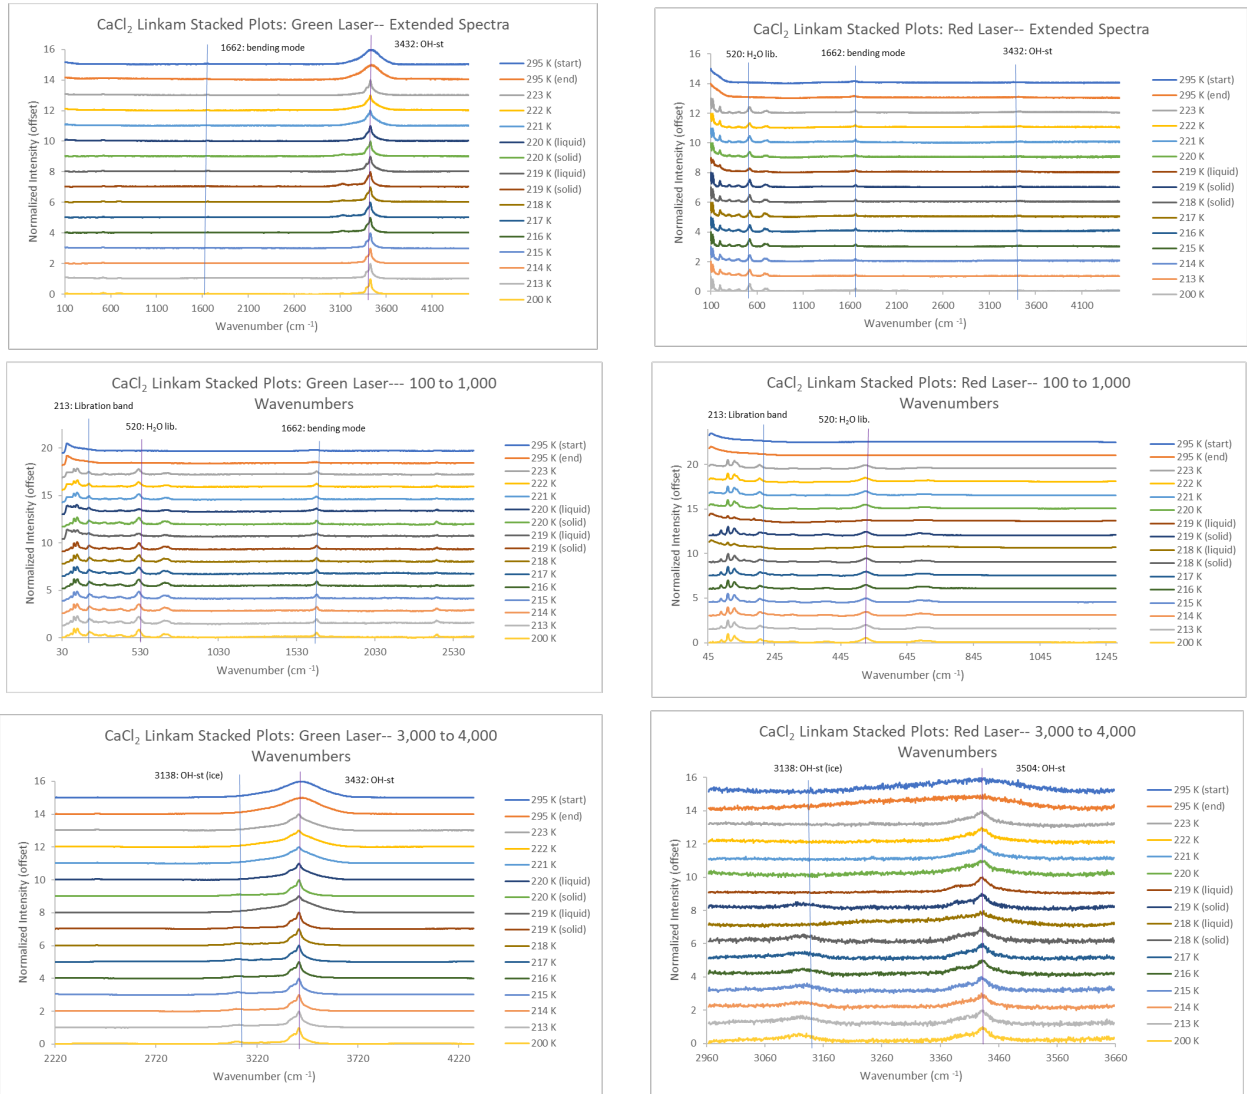 CaCl₂ Linkam Stacked Plots: Green Laser-- Extended Spectra
1662: bending mode
3432: OH-st
16
14
12
10
8
6
4
2
0
Normalized Intensity (offset)
100 600 1100 1600 2100 2600 3100 3600 4100
Wavenumber (cm ⁻¹)
295 K (start)
295 K (end)
223 K
222 K
221 K
220 K (liquid)
220 K (solid)
219 K (liquid)
219 K (solid)
218 K
217 K
216 K
215 K
214 K
213 K
200 K
CaCl₂ Linkam Stacked Plots: Red Laser-- Extended Spectra
520: H₂O lib.
1662: bending mode
3432: OH-st
16
14
12
10
8
6
4
2
0
Normalized Intensity (offset)
100 600 1100 1600 2100 2600 3100 3600 4100
Wavenumber (cm ⁻¹)
295 K (start)
295 K (end)
223 K
222 K
221 K
220 K
219 K (liquid)
219 K (solid)
218 K (solid)
217 K
216 K
215 K
214 K
213 K
200 K
CaCl₂ Linkam Stacked Plots: Green Laser--- 100 to 1,000
Wavenumbers
213: Libration band
520: H₂O lib.
1662: bending mode
20
15
10
5
0
Normalized Intensity (offset)
30 530 1030 1530 2030 2530
Wavenumber (cm ⁻¹)
295 K (start)
295 K (end)
223 K
222 K
221 K
220 K (liquid)
220 K (solid)
219 K (liquid)
219 K (solid)
218 K
217 K
216 K
215 K
214 K
213 K
200 K
CaCl₂ Linkam Stacked Plots: Red Laser-- 100 to 1,000
Wavenumbers
213: Libration band
520: H₂O lib.
20
15
10
5
0
Normalized Intensity (offset)
45 245 445 645 845 1045 1245
Wavenumber (cm ⁻¹)
295 K (start)
295 K (end)
223 K
222 K
221 K
220 K
219 K (liquid)
219 K (solid)
218 K (liquid)
218 K (solid)
217 K
216 K
215 K
214 K
213 K
200 K
CaCl₂ Linkam Stacked Plots: Green Laser-- 3,000 to 4,000
Wavenumbers
3138: OH-st (ice)
3432: OH-st
16
14
12
10
8
6
4
2
0
Normalized Intensity (offset)
2220 2720 3220 3720 4220
Wavenumber (cm ⁻¹)
295 K (start)
295 K (end)
223 K
222 K
221 K
220 K (liquid)
220 K (solid)
219 K (liquid)
219 K (solid)
218 K
217 K
216 K
215 K
214 K
213 K
200 K
CaCl₂ Linkam Stacked Plots: Red Laser-- 3,000 to 4,000
Wavenumbers
3138: OH-st (ice)
3504: OH-st
16
14
12
10
8
6
4
2
0
Normalized Intensity (offset)
2960 3060 3160 3260 3360 3460 3560 3660
Wavenumber (cm ⁻¹)
295 K (start)
295 K (end)
223 K
222 K
221 K
220 K
219 K (liquid)
219 K (solid)
218 K (liquid)
218 K (solid)
217 K
216 K
215 K
214 K
213 K
200 K